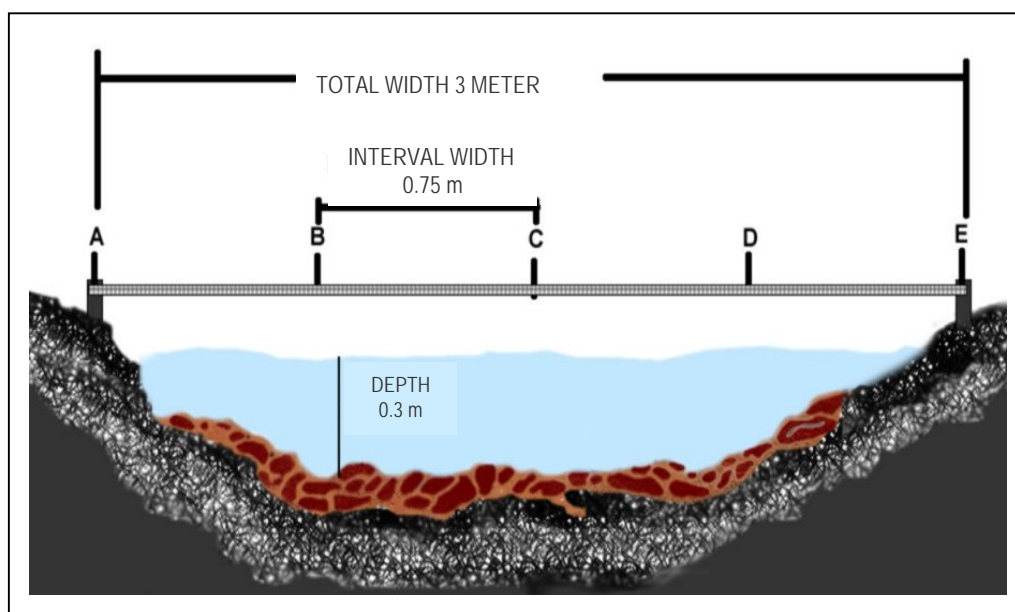 TOTAL WIDTH 3 METER
INTERVAL WIDTH
0.75 m
A
B
C
D
E
DEPTH
0.3 m